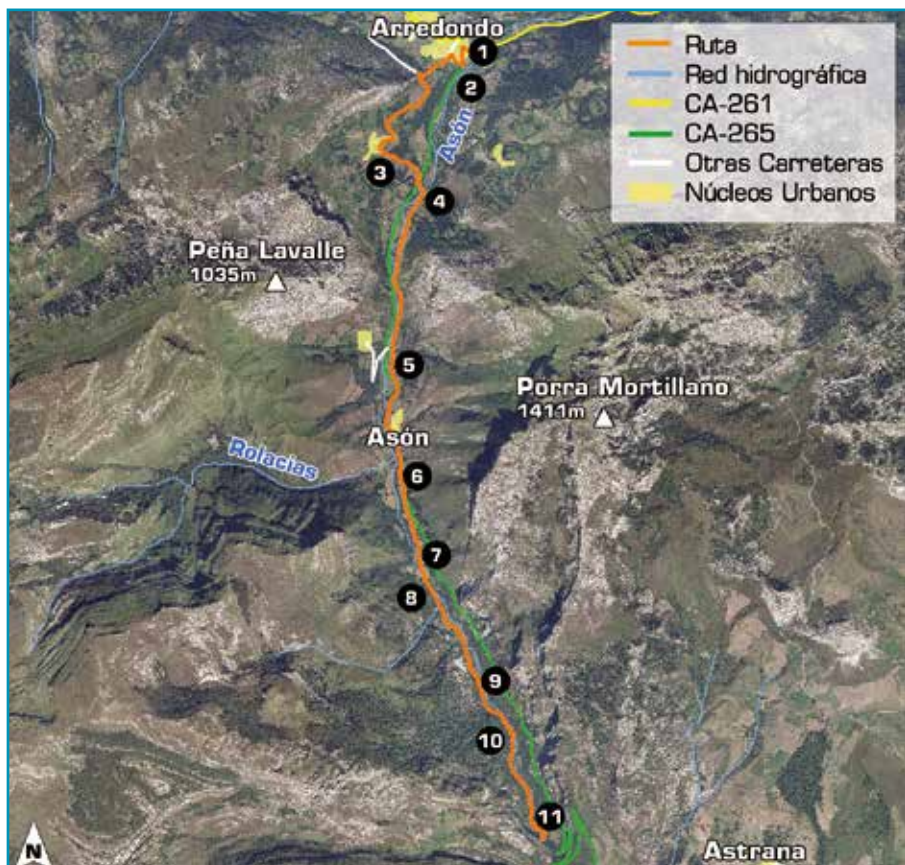 Arredondo
1
2
Asón
3
4
Peña Lavalle
1035m
5
Porra Mortillano
1411m
Asón
Rolacías
6
7
8
9
10
11
Astrana
N
Ruta
Red hidrográfica
CA-261
CA-265
Otras Carreteras
Núcleos Urbanos